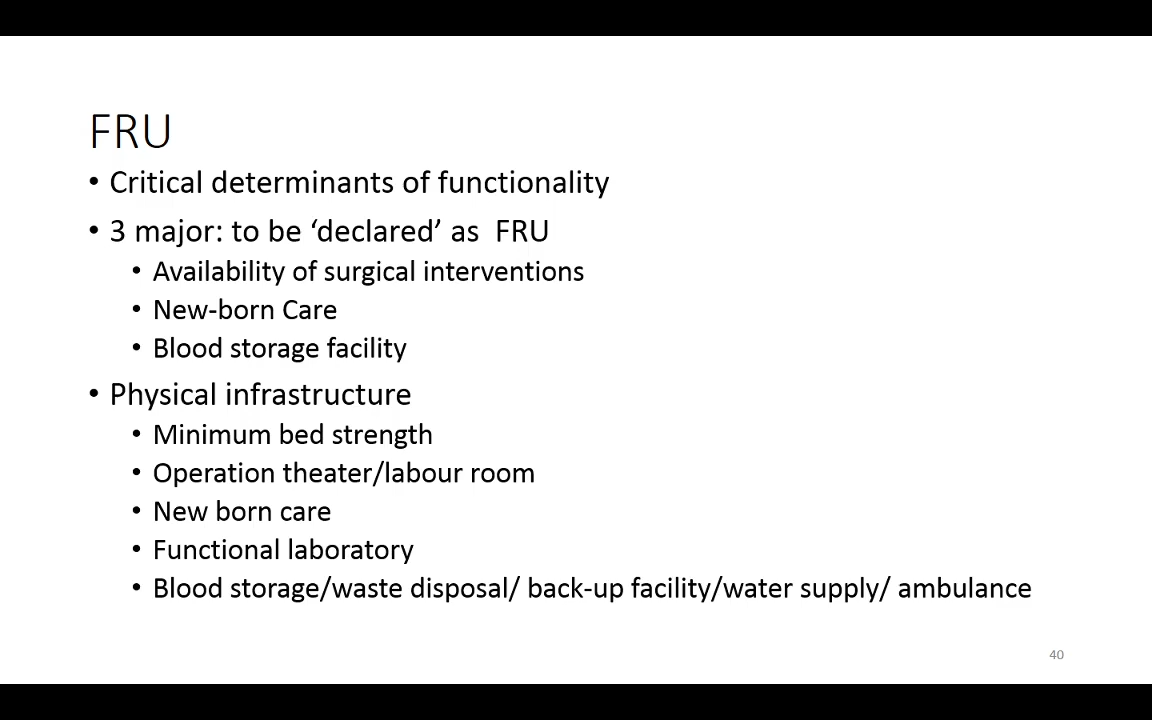 FRU
• Critical determinants of functionality
• 3 major: to be ‘declared’ as  FRU
• Availability of surgical interventions
• New-born Care
• Blood storage facility
• Physical infrastructure
• Minimum bed strength
• Operation theater/labour room
• New born care
• Functional laboratory
• Blood storage/waste disposal/ back-up facility/water supply/ ambulance
40